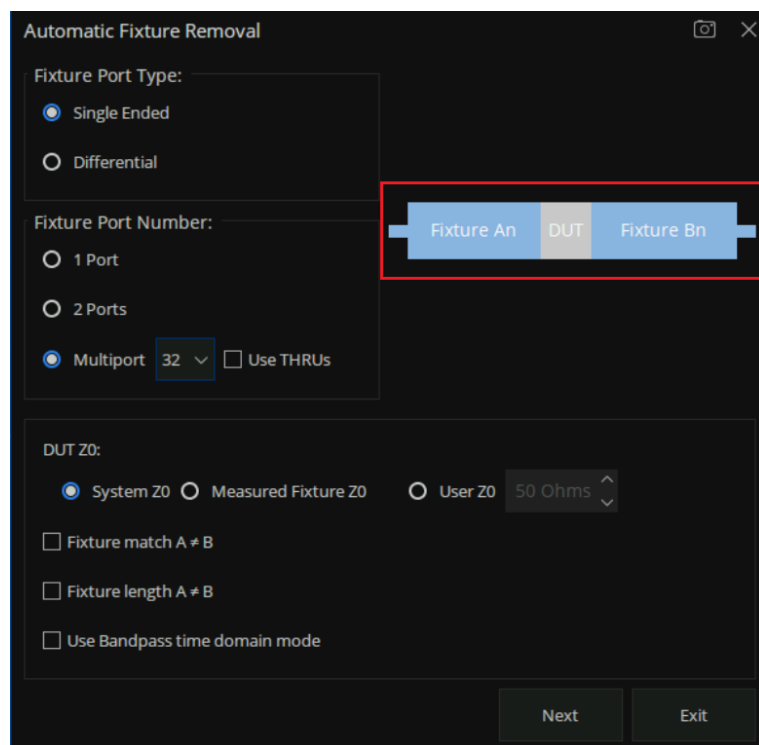 Automatic Fixture Removal
Fixture Port Type:
Single Ended
Differential
Fixture Port Number:
1 Port
2 Ports
Multiport 32 Use THRUs
Fixture An DUT Fixture Bn
DUT Z0:
System Z0 Measured Fixture Z0 User Z0 50 Ohms
Fixture match A ≠ B
Fixture length A ≠ B
Use Bandpass time domain mode
Next Exit